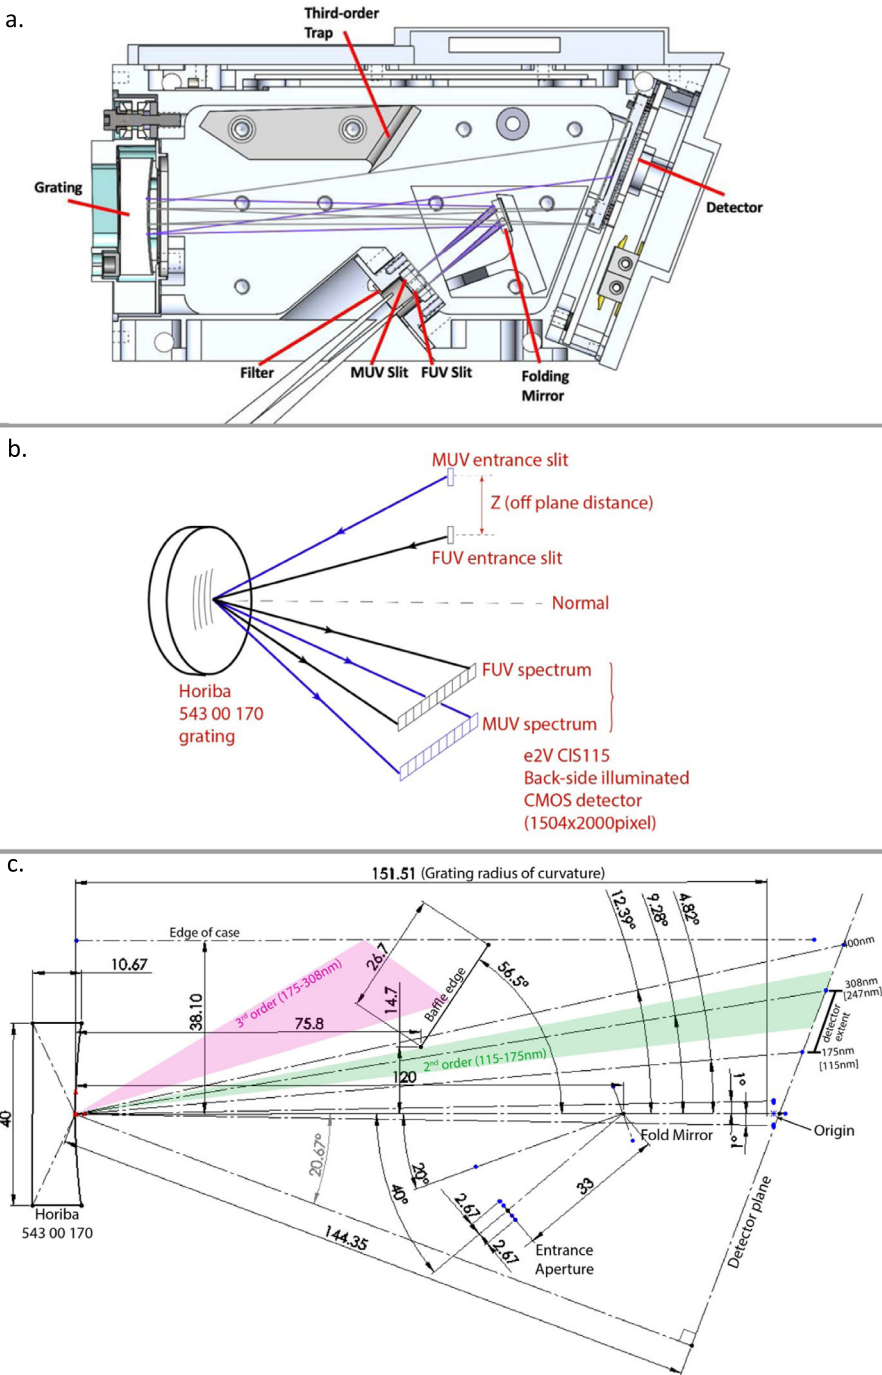 a.
Third-order
Trap
Grating
Detector
Filter
MUV Slit
FUV Slit
Folding
Mirror
b.
MUV entrance slit
Z (off plane distance)
FUV entrance slit
Normal
FUV spectrum
MUV spectrum
Horiba
543 00 170
grating
e2V CIS115
Back-side illuminated
CMOS detector
(1504x2000pixel)
c.
151.51 (Grating radius of curvature)
12.39°
9.28°
4.82°
Edge of case
00nm
10.67
26.7
3rd order (175-308nm)
38.10
14.7
Baffle edge
56.5°
308nm
[247nm]
detector
extent
75.8
2nd order (115-175nm)
175nm
[115nm]
120
1°
40
Fold Mirror
Origin
1°
20.67°
20°
40°
33
2.67
2.67
Horiba
543 00 170
144.35
Entrance
Aperture
Detector plane